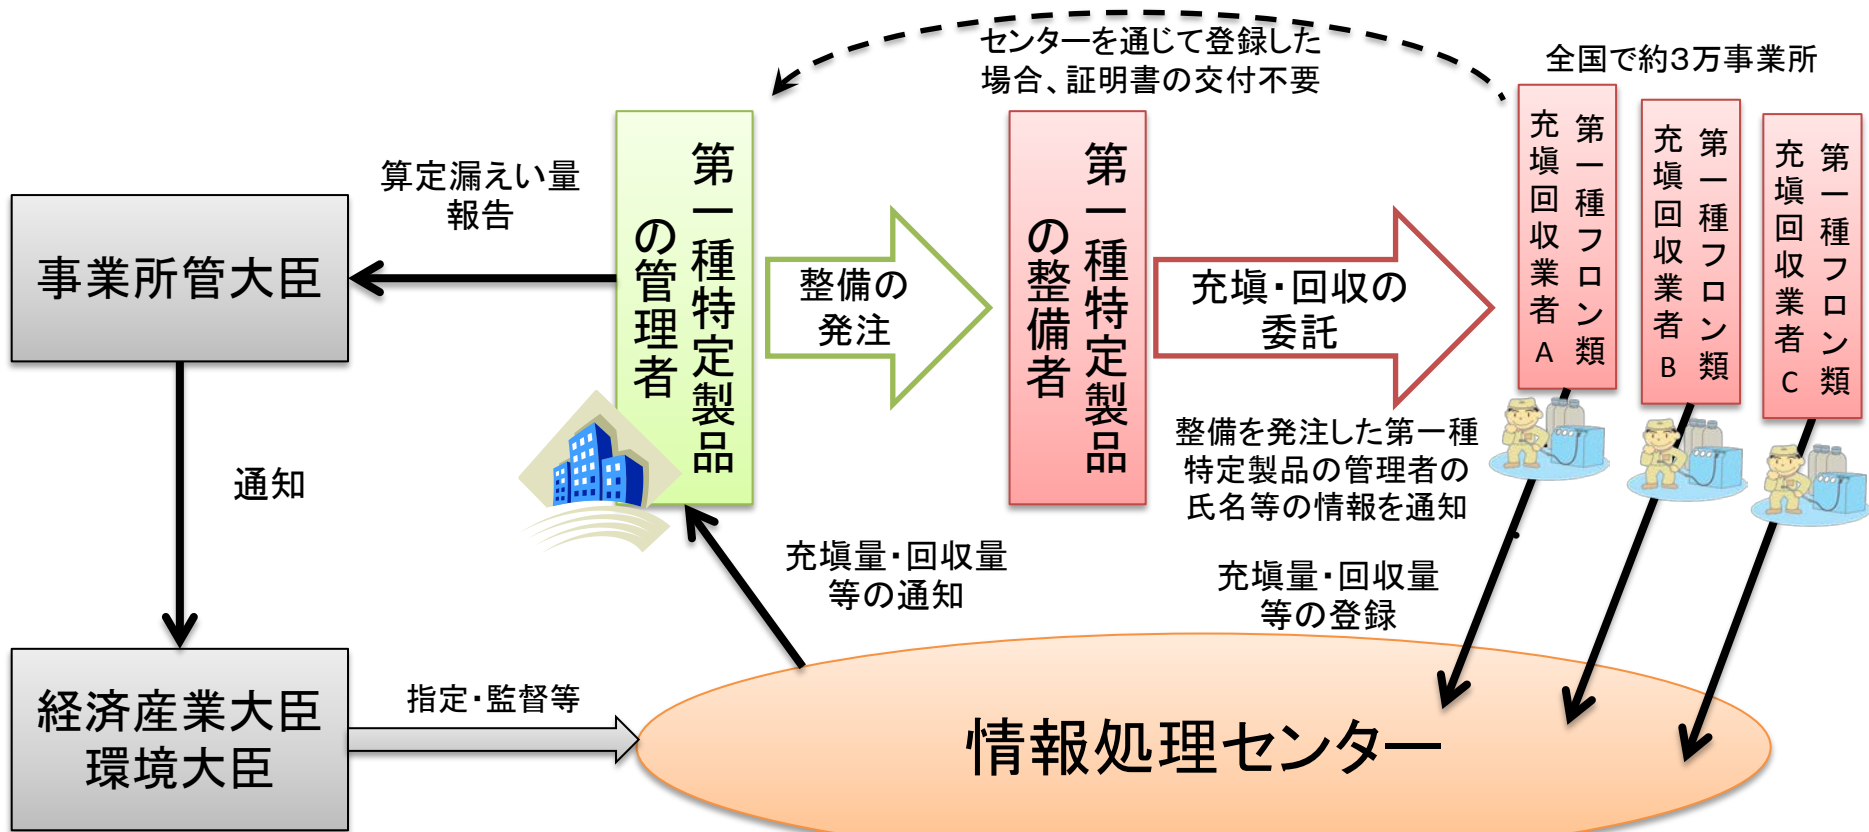 センターを通じて登録した
場合、証明書の交付不要
全国で約3万事業所
算定漏えい量
報告
事業所管大臣
第一種特定製品
の管理者
整備の
発注
第一種特定製品
の整備者
充塡・回収の
委託
第一種フロン類
充塡回収業者A
第一種フロン類
充塡回収業者B
第一種フロン類
充塡回収業者C
整備を発注した第一種
特定製品の管理者の
氏名等の情報を通知
通知
充塡量・回収量
等の通知
充塡量・回収量
等の登録
経済産業大臣
環境大臣
指定・監督等
情報処理センター